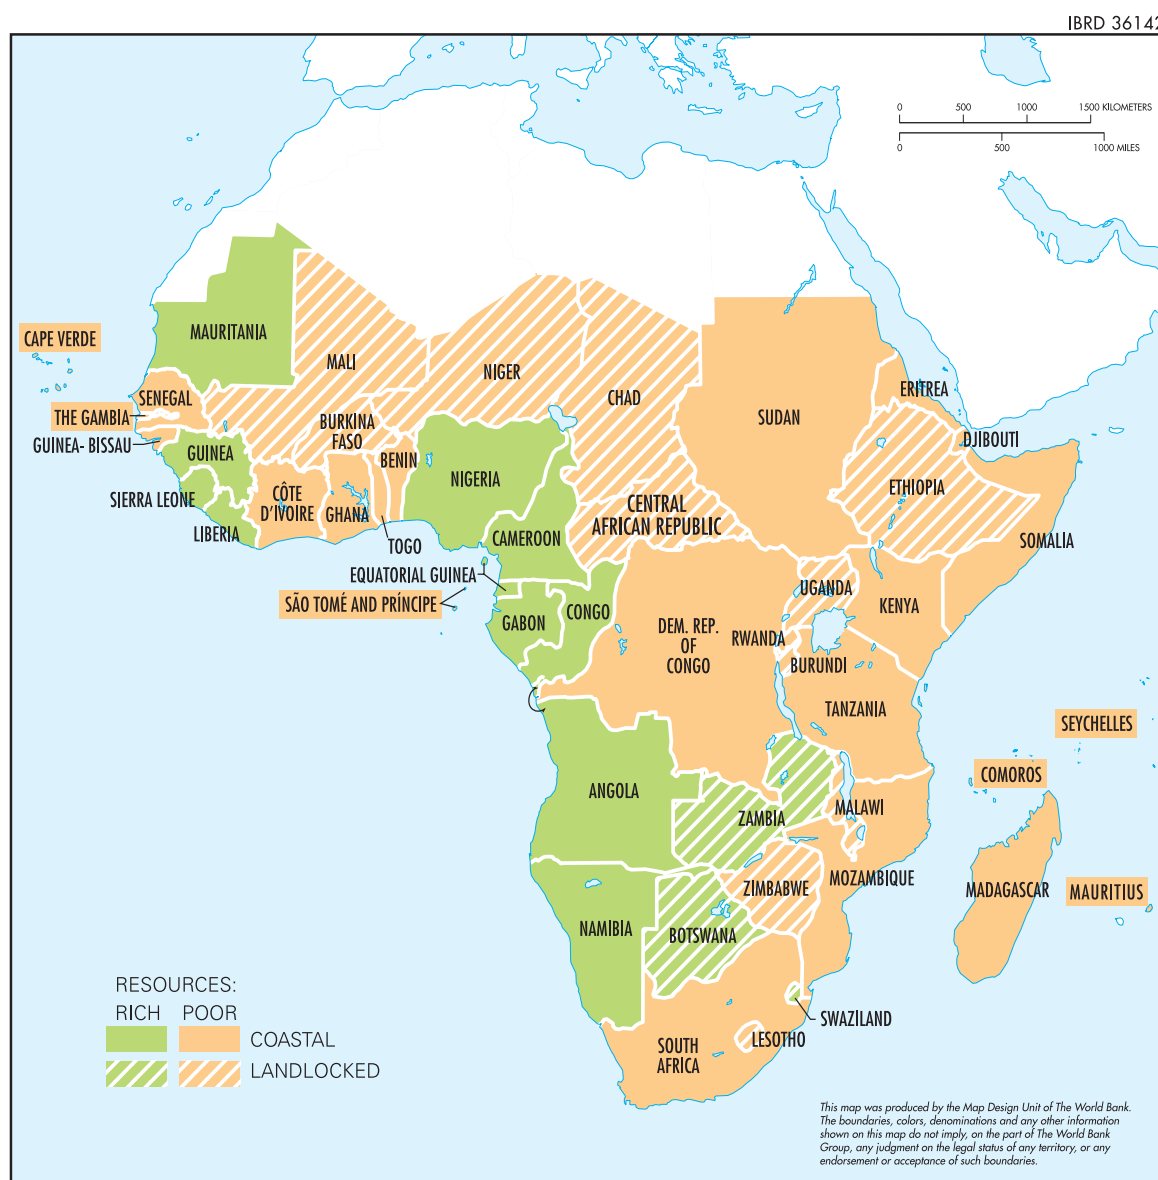 IBRD 36142
0 500 1000 1500 KILOMETERS
0 500 1000 MILES
MAURITANIA
CAPE VERDE
MALI
NIGER
CHAD
SUDAN
ERITREA
SENEGAL
THE GAMBIA
GUINEA- BISSAU
BURKINA
FASO
DJIBOUTI
GUINEA
BENIN
NIGERIA
ETHIOPIA
SIERRA LEONE
CÔTE
D'IVOIRE
GHANA
CENTRAL
AFRICAN REPUBLIC
LIBERIA
TOGO
CAMEROON
SOMALIA
EQUATORIAL GUINEA
UGANDA
SÃO TOMÉ AND PRÍNCIPE
GABON
CONGO
KENYA
DEM. REP.
OF
CONGO
RWANDA
BURUNDI
TANZANIA
SEYCHELLES
COMOROS
ANGOLA
ZAMBIA
MALAWI
MOZAMBIQUE
ZIMBABWE
MADAGASCAR
MAURITIUS
NAMIBIA
BOTSWANA
SWAZILAND
LESOTHO
SOUTH
AFRICA
RESOURCES:
RICH POOR
COASTAL
LANDLOCKED
This map was produced by the Map Design Unit of The World Bank.
The boundaries, colors, denominations and any other information
shown on this map do not imply, on the part of The World Bank
Group, any judgment on the legal status of any territory, or any
endorsement or acceptance of such boundaries.